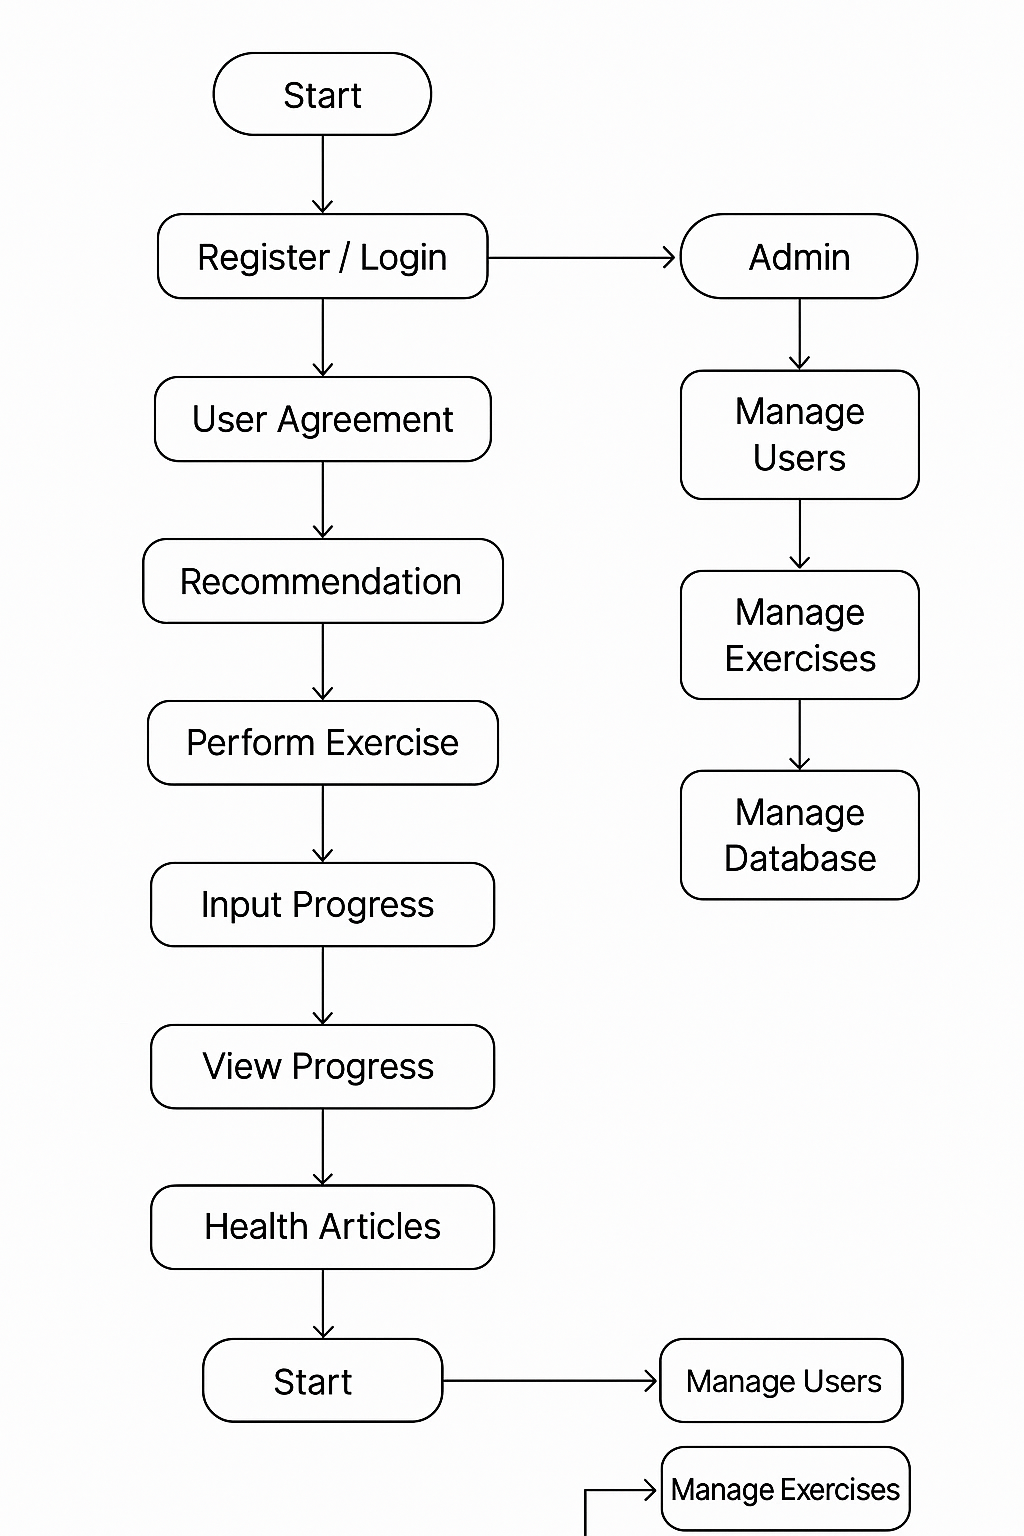 Start
Register / Login
Admin
User Agreement
Manage
Users
Recommendation
Manage
Exercises
Perform Exercise
Manage
Database
Input Progress
View Progress
Health Articles
Start
Manage Users
Manage Exercises